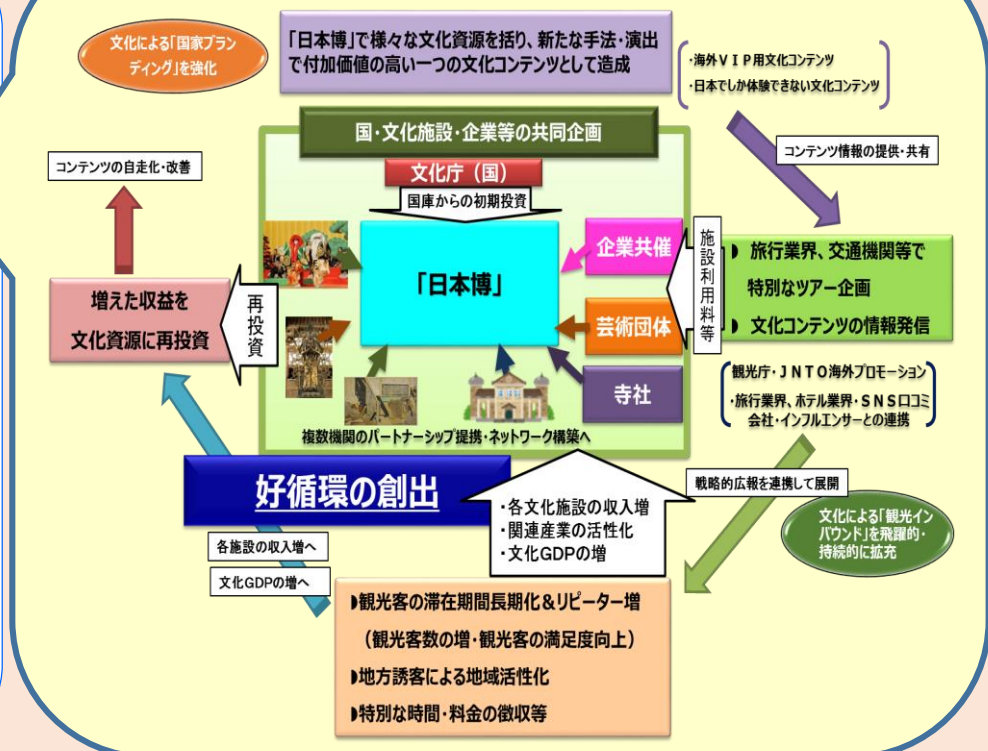 文化による「国家ブラン
ディング」を強化
「日本博」で様々な文化資源を括り、新たな手法・演出
で付加価値の高い一つの文化コンテンツとして造成
・海外ＶＩＰ用文化コンテンツ
・日本でしか体験できない文化コンテンツ
国・文化施設・企業等の共同企画
文化庁（国）
国庫からの初期投資
コンテンツの自走化・改善
コンテンツ情報の提供・共有
「日本博」
企業共催
芸術団体
寺社
施設利用料等
旅行業界、交通機関等で
特別なツアー企画
文化コンテンツの情報発信
増えた収益を
文化資源に再投資
再投資
観光庁・ＪＮＴＯ海外プロモーション
・旅行業界、ホテル業界・ＳＮＳ口コミ
会社・インフルエンサーとの連携
複数機関のパートナーシップ提携・ネットワーク構築へ
好循環の創出
・各文化施設の収入増
・関連産業の活性化
・文化GDPの増
戦略的広報を連携して展開
文化による「観光イン
バウンド」を飛躍的・
持続的に拡充
各施設の収入増へ
文化GDPの増へ
観光客の滞在期間長期化＆リピーター増
（観光客数の増・観光客の満足度向上）
地方誘客による地域活性化
特別な時間・料金の徴収等